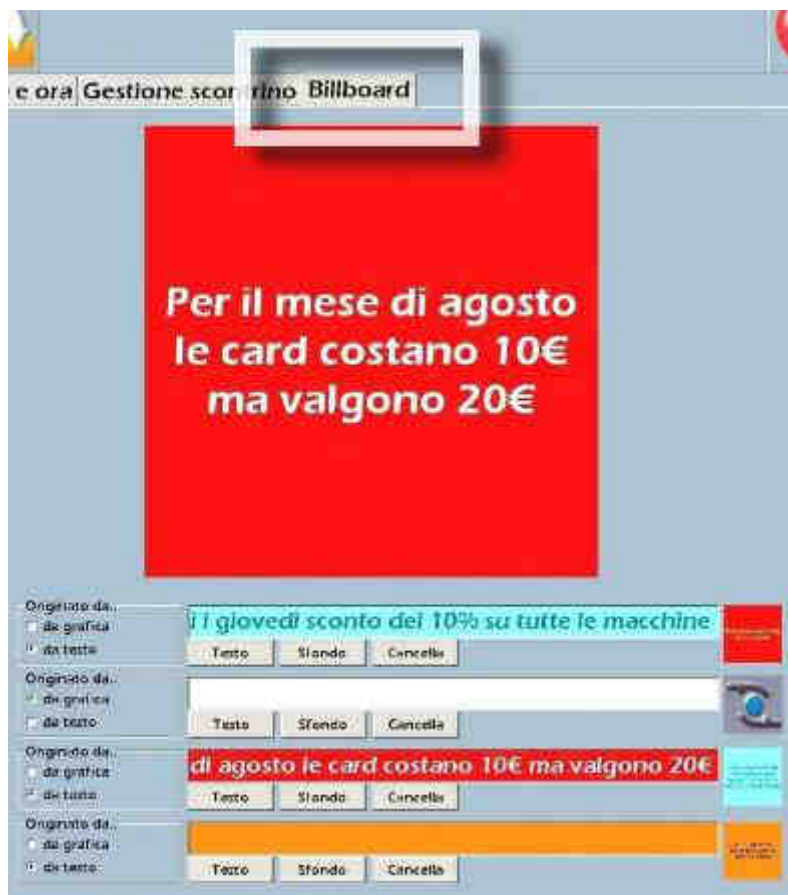 e ora Gestione scontrino Billboard
Per il mese di agosto
le card costano 10€
ma valgono 20€
Originato da..
da grafica
da testo
i i giovedì sconto del 10% su tutte le macchine
Testo Sfondo Cancella
Originato da..
da grafica
da testo
Testo Sfondo Cancella
Originato da..
da grafica
da testo
di agosto le card costano 10€ ma valgono 20€
Testo Sfondo Cancella
Originato da..
da grafica
da testo
Testo Sfondo Cancella